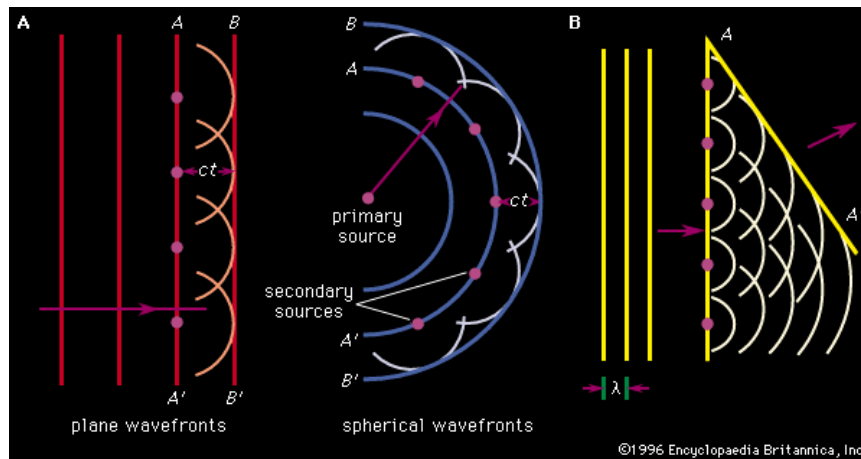 A
A
B
ct
A'
B'
plane wavefronts
B
A
primary
source
ct
secondary
sources
A'
B'
spherical wavefronts
B
A
A
λ
©1996 Encyclopaedia Britannica, Inc